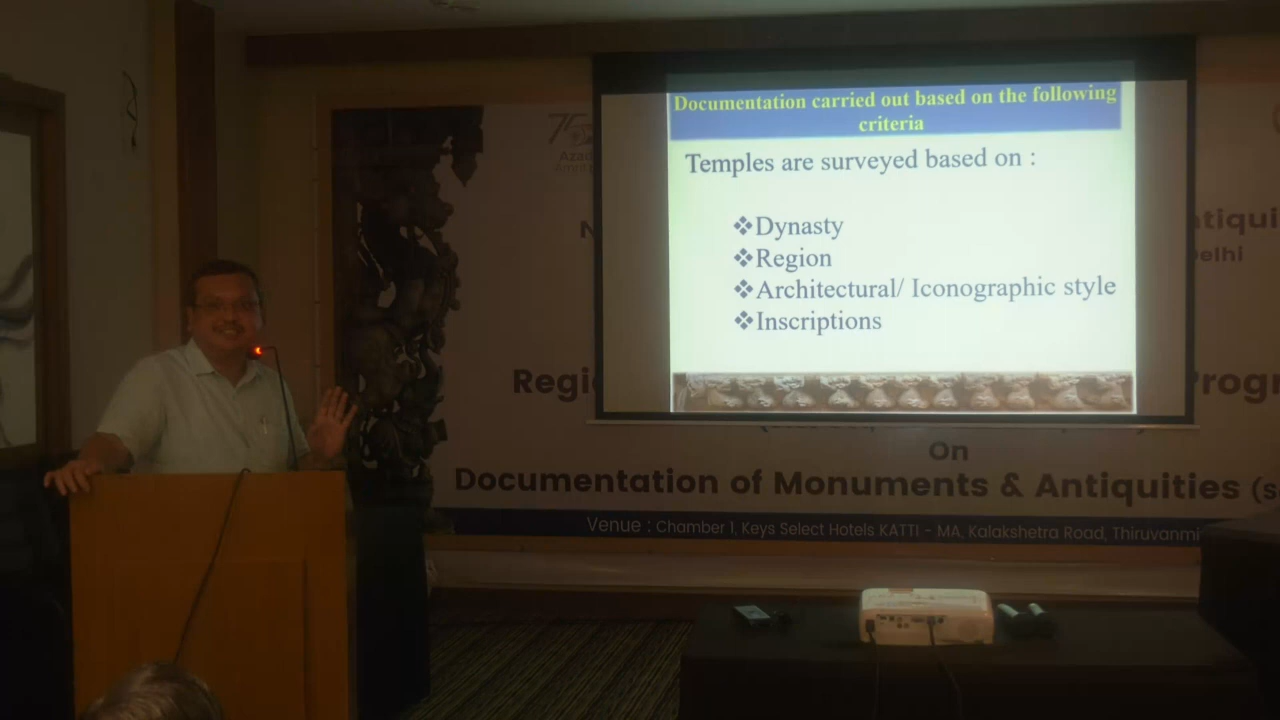 Documentation carried out based on the following
criteria
Temples are surveyed based on :
❖Dynasty
❖Region
❖Architectural/ Iconographic style
❖Inscriptions
75
On
Documentation of Monuments & Antiquities
Venue : Chamber 1, Keys Select Hotels KATTI - MA, Kalakshetra Road,